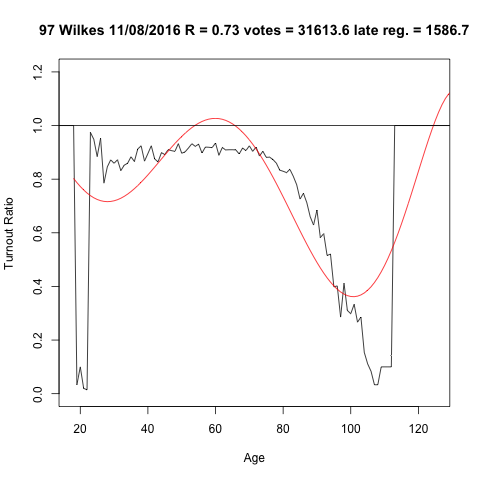 97 Wilkes 11/08/2016 R = 0.73 votes = 31613.6 late reg. = 1586.7
1.2
1.0
0.8
0.6
0.4
0.2
0.0
Turnout Ratio
20 40 60 80 100 120
Age